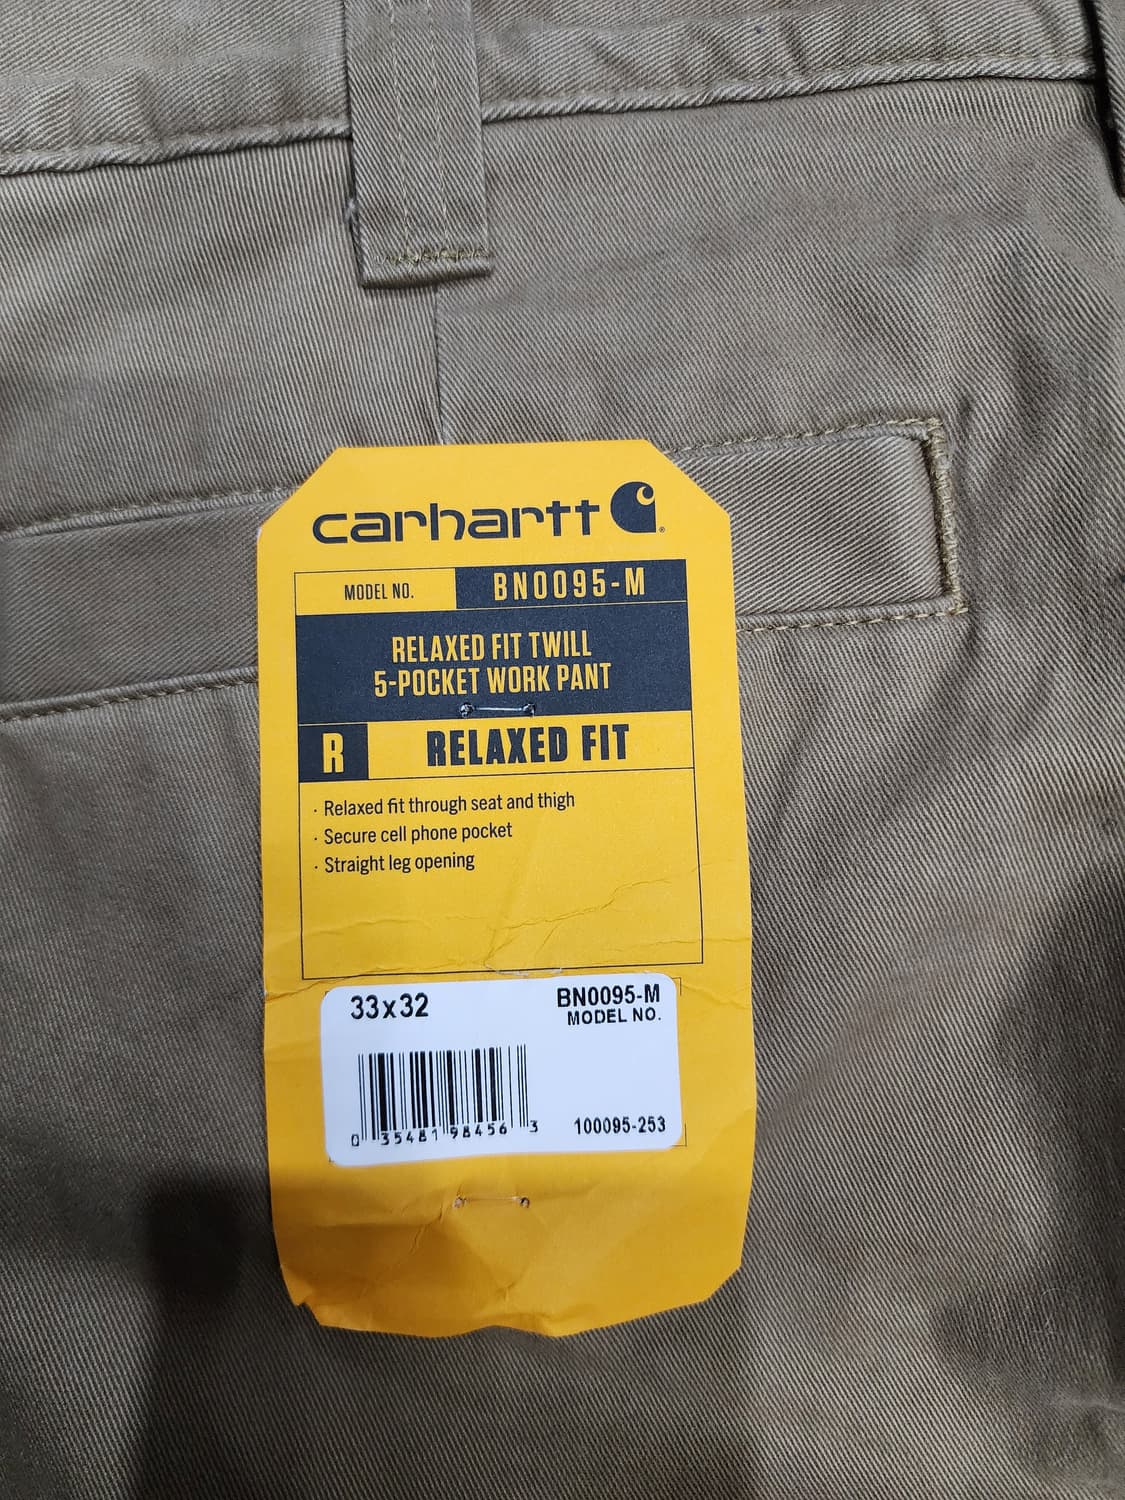 carhartt
MODEL NO. BN0095-M
RELAXED FIT TWILL
5-POCKET WORK PANT
R RELAXED FIT
· Relaxed fit through seat and thigh
· Secure cell phone pocket
· Straight leg opening
33x32 BN0095-M
MODEL NO.
0 35481 98456 3 100095-253